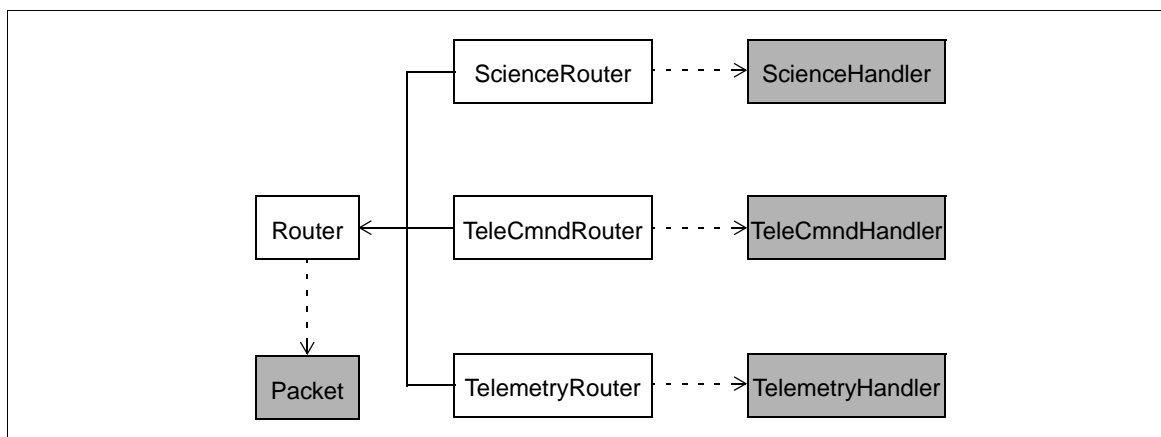 ScienceRouter
ScienceHandler
Router
TeleCmndRouter
TeleCmndHandler
Packet
TelemetryRouter
TelemetryHandler